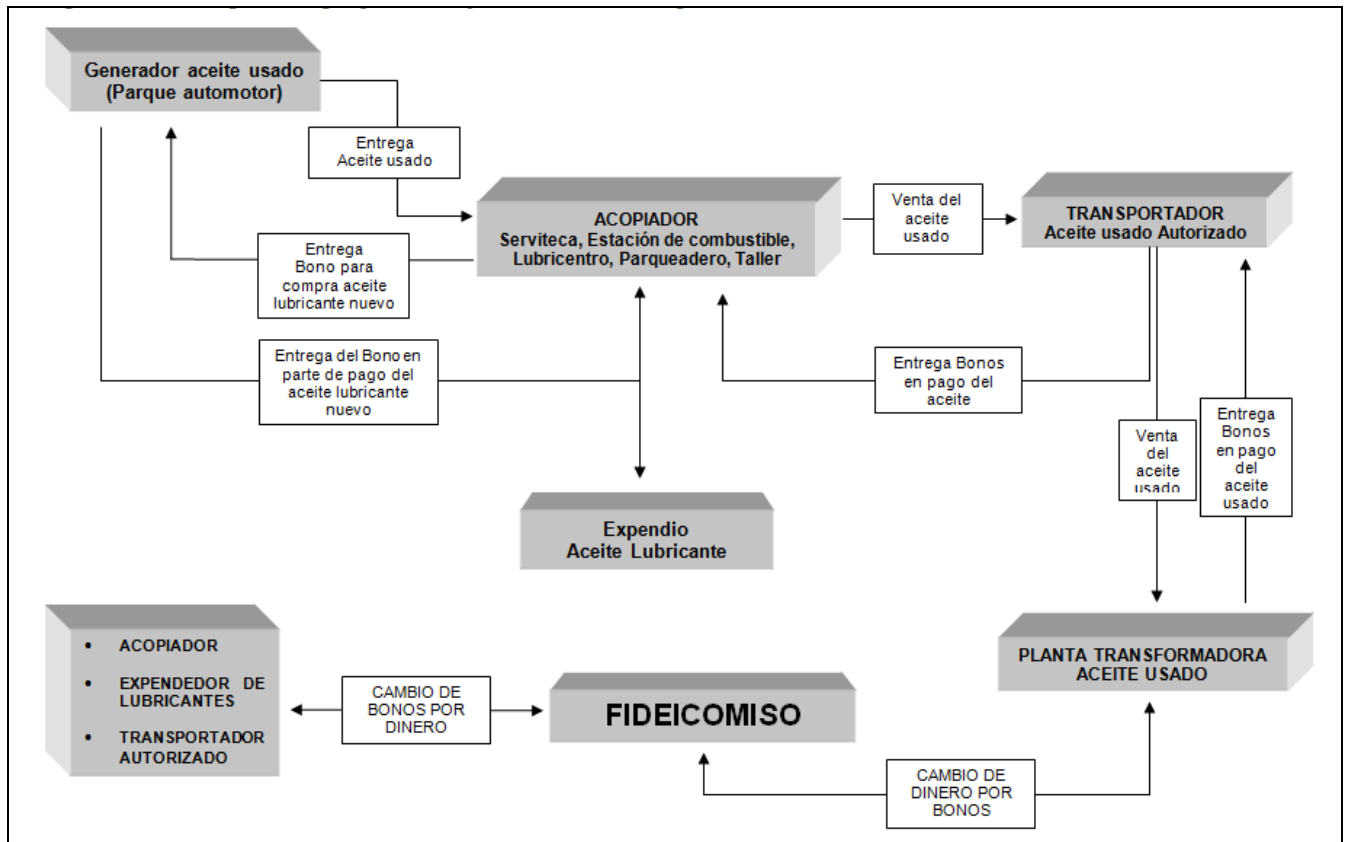 Generador aceite usado
(Parque automotor)
Entrega
Aceite usado
ACOPIADOR
Serviteca, Estación de combustible,
Lubricentro, Parqueadero, Taller
Venta del
aceite
usado
TRANSPORTADOR
Aceite usado Autorizado
Entrega
Bono para
compra aceite
lubricante nuevo
Entrega del Bono en
parte de pago del
aceite lubricante
nuevo
Entrega Bonos
en pago del
aceite
Venta
del
aceite
usado
Entrega
Bonos
en pago
del
aceite
usado
Expendio
Aceite Lubricante
PLANTA TRANSFORMADORA
ACEITE USADO
• ACOPIADOR
• EXPENDEDOR DE
LUBRICANTES
• TRANSPORTADOR
AUTORIZADO
CAMBIO DE
BONOS POR
DINERO
FIDEICOMISO
CAMBIO DE
DINERO POR
BONOS